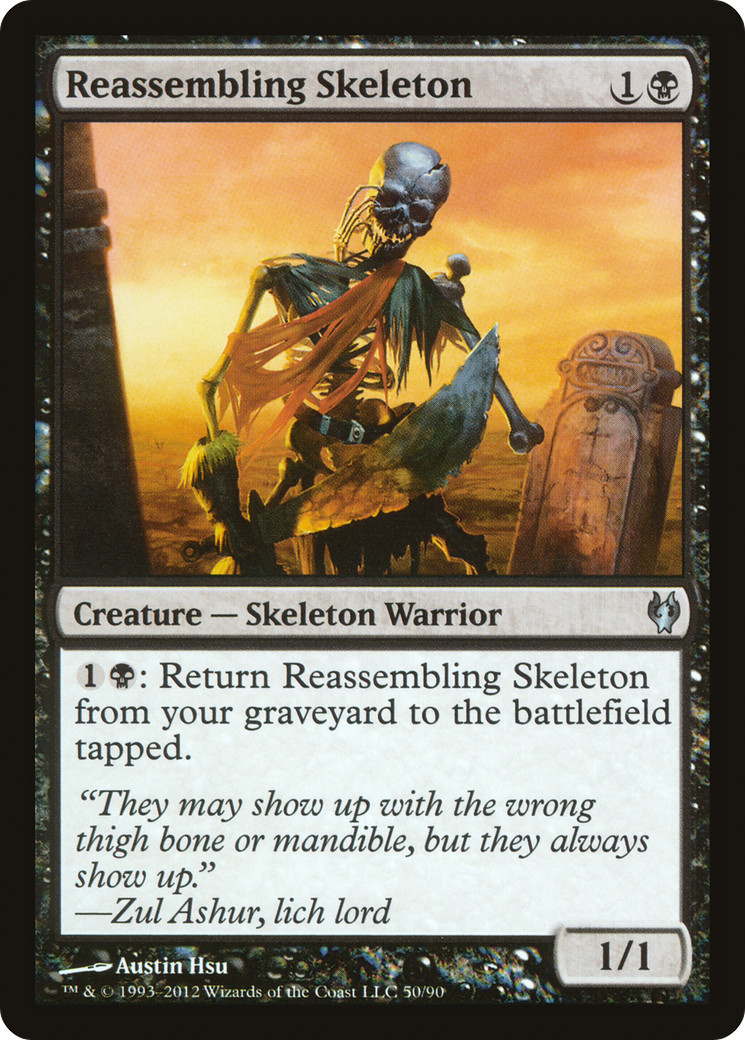 Reassembling Skeleton 1
Creature — Skeleton Warrior
1 : Return Reassembling Skeleton
from your graveyard to the battlefield
tapped.
“They may show up with the wrong
thigh bone or mandible, but they always
show up.”
—Zul Ashur, lich lord
1/1
Austin Hsu
™ & © 1993–2012 Wizards of the Coast LLC 50/90